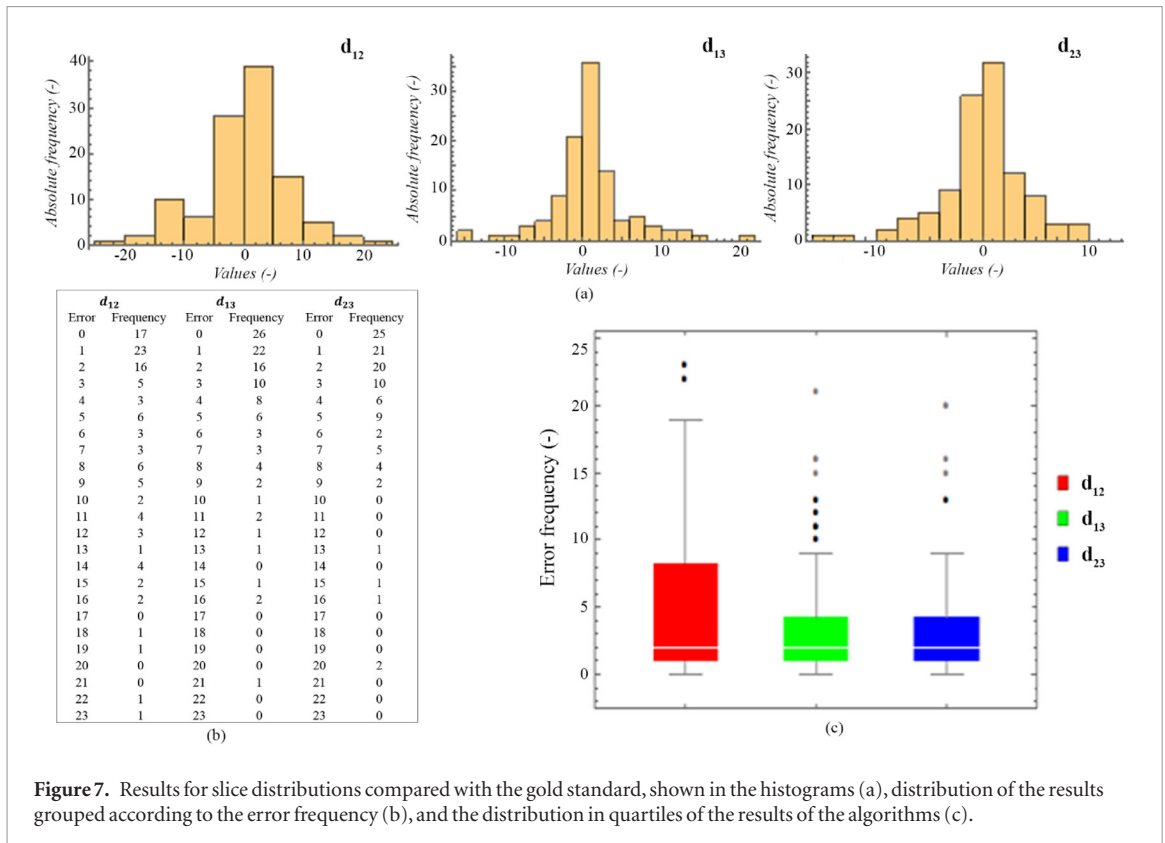 d12
d13
d23
Absolute frequency (-)
40
30
20
10
0
-20
-10
0
10
20
Values (-)
Absolute frequency (-)
30
20
10
0
-10
0
10
20
Values (-)
Absolute frequency (-)
30
20
10
0
-10
0
10
Values (-)
(a)
d12 d13 d23
Error Frequency Error Frequency Error Frequency
0 17 0 26 0 25
1 23 1 22 1 21
2 16 2 16 2 20
3 5 3 10 3 10
4 3 4 8 4 6
5 6 5 6 5 9
6 3 6 3 6 2
7 3 7 3 7 5
8 6 8 4 8 4
9 5 9 2 9 2
10 2 10 1 10 0
11 4 11 2 11 0
12 3 12 1 12 0
13 1 13 1 13 1
14 4 14 0 14 0
15 2 15 1 15 1
16 2 16 2 16 1
17 0 17 0 17 0
18 1 18 0 18 0
19 1 19 0 19 0
20 0 20 0 20 2
21 0 21 1 21 0
22 1 22 0 22 0
23 1 23 0 23 0
(b)
Error frequency (-)
25
20
15
10
5
0
d12
d13
d23
(c)
Figure 7. Results for slice distributions compared with the gold standard, shown in the histograms (a), distribution of the results
grouped according to the error frequency (b), and the distribution in quartiles of the results of the algorithms (c).